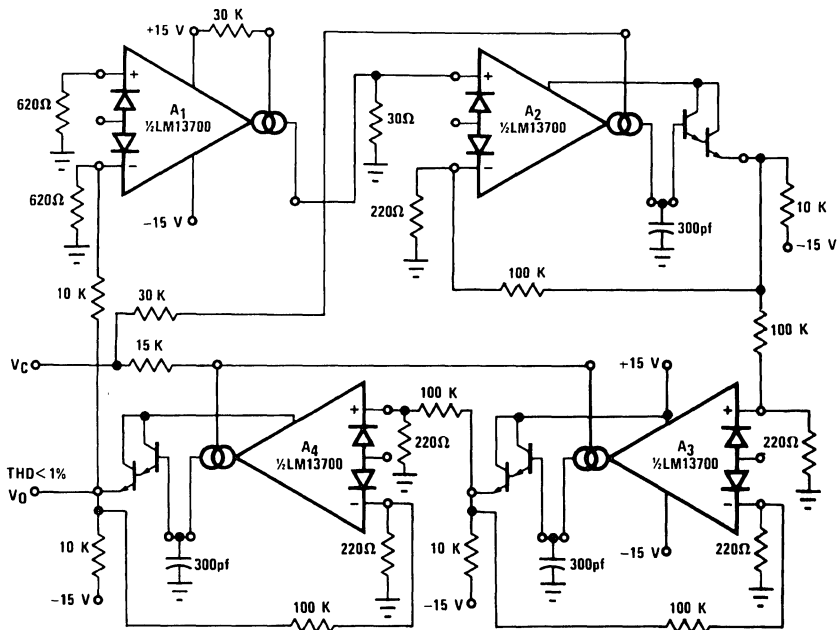 30 K
+15 V
+
A1
½LM13700
−
620Ω
620Ω
−15 V
+
A2
½LM13700
−
30Ω
220Ω
300pf
10 K
−15 V
100 K
10 K
30 K
100 K
VC
15 K
+15 V
100 K
+
A4
½LM13700
−
220Ω
+
A3
½LM13700
−
220Ω
THD<1%
VO
10 K
−15 V
300pf
220Ω
10 K
−15 V
300pf
−15 V
220Ω
100 K
100 K